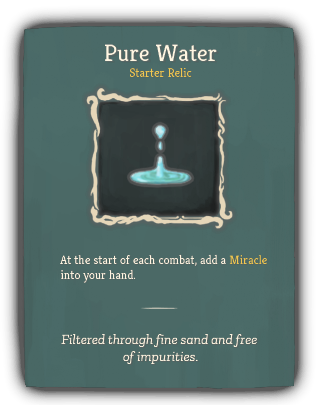 Pure Water
Starter Relic
At the start of each combat, add a Miracle
into your hand.
Filtered through fine sand and free
of impurities.